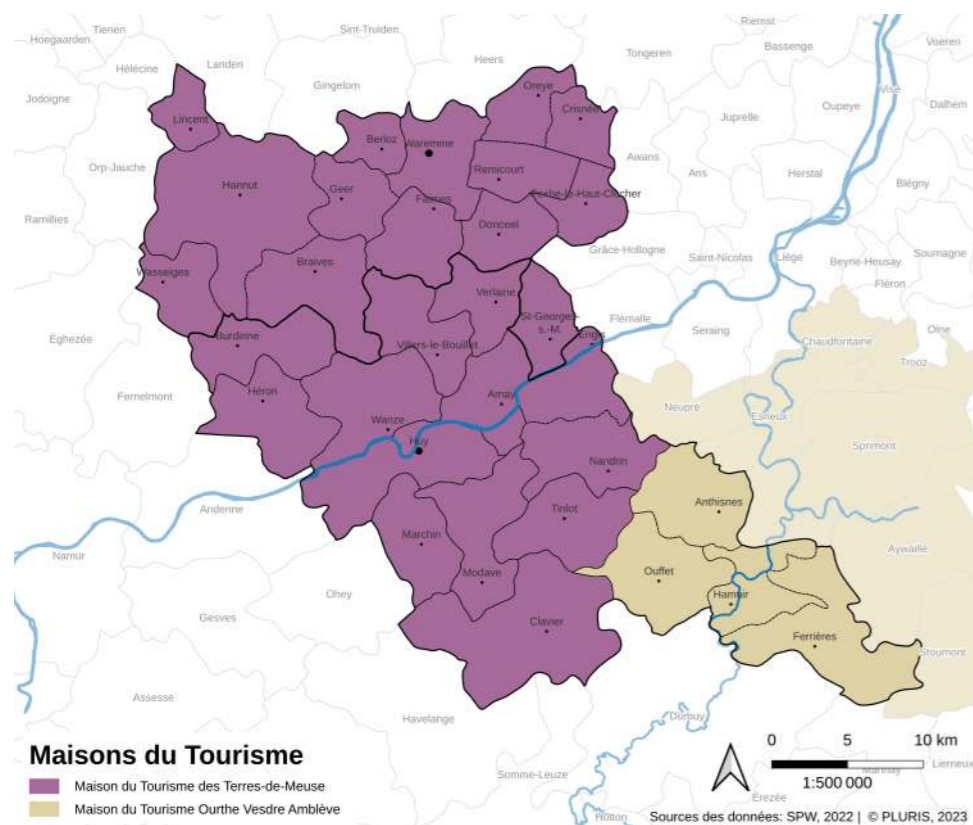 Riemst
Tienen
Sint-Truiden
Hoegaarden
Bassenge
Voeren
Tongeren
Heers
Landen
Hélécine
Gingelom
Oreye
Visé
Jodoigne
Crisnée
Oupeye
Dalhem
Lincent
Juprelle
Berloz
Waremme
Awans
Orp-Jauche
Remicourt
Ans
Herstal
Hannut
Geer
Blégny
Fexhe-le-Haut-Clocher
Faimes
Ramillies
Donceel
Grâce-Hollogne
Saint-Nicolas
Liège
Soumagne
Beyne-Heusay
Braives
Wasseiges
Fléron
Verlaine
St-Georges-
s.-M.
Flémalle
Seraing
Olne
Burdinne
Engis
Éghezée
Chaudfontaine
Villers-le-Bouillet
Trooz
Héron
Fernelmont
Amay
Neupré
Esneux
Wanze
Huy
Sprimont
Nandrin
Anthisnes
Andenne
Tinlot
Marchin
Namur
Aywaille
Modave
Ouffet
Ohey
Hamoir
Gesves
Clavier
Ferrières
Stoumont
Assesse
Havelange
Durbuy
Maisons du Tourisme
Maison du Tourisme des Terres-de-Meuse
Maison du Tourisme Ourthe Vesdre Amblève
0 5 10 km
1:500 000
Lierneux
Somme-Leuze
Manhay
Érezée
Hotton
Sources des données: SPW, 2022 | © PLURIS, 2023